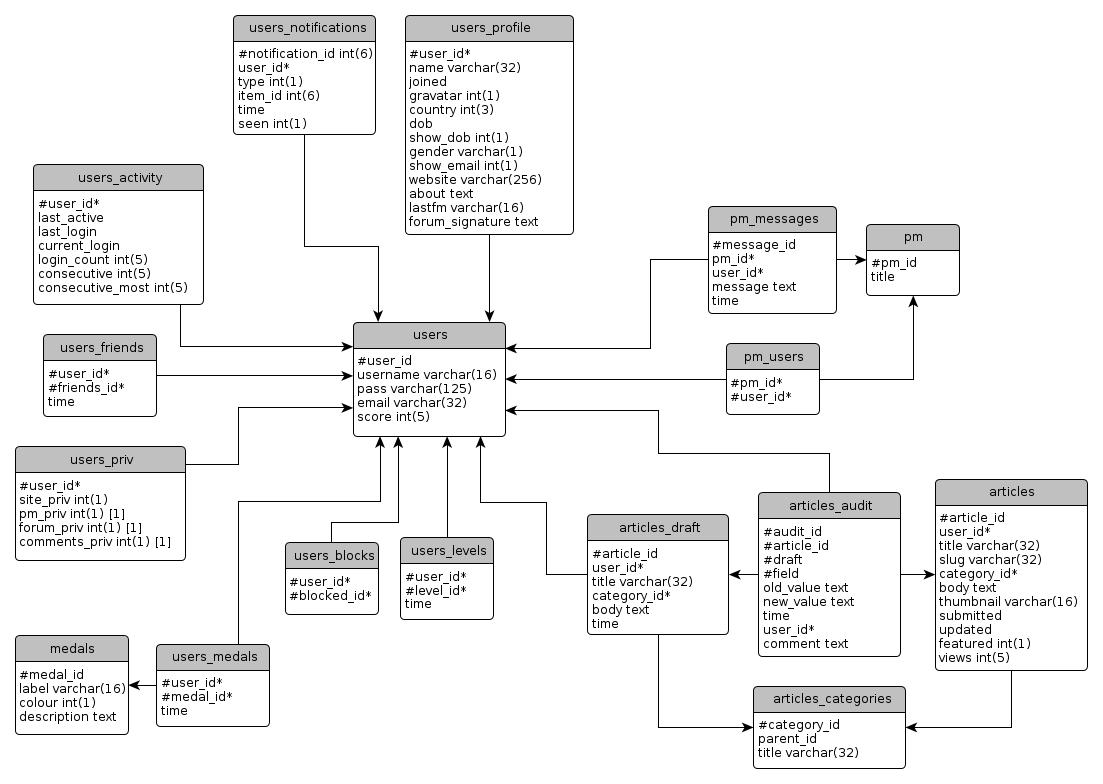 users_notifications
#notification_id int(6)
user_id*
type int(1)
item_id int(6)
time
seen int(1)
users_profile
#user_id*
name varchar(32)
joined
gravatar int(1)
country int(3)
dob
show_dob int(1)
gender varchar(1)
show_email int(1)
website varchar(256)
about text
lastfm varchar(16)
forum_signature text
users_activity
#user_id*
last_active
last_login
current_login
login_count int(5)
consecutive int(5)
consecutive_most int(5)
pm_messages
#message_id
pm_id*
user_id*
message text
time
pm
#pm_id
title
users
#user_id
username varchar(16)
pass varchar(125)
email varchar(32)
score int(5)
users_friends
#user_id*
#friends_id*
time
pm_users
#pm_id*
#user_id*
users_priv
#user_id*
site_priv int(1)
pm_priv int(1) [1]
forum_priv int(1) [1]
comments_priv int(1) [1]
users_blocks
#user_id*
#blocked_id*
users_levels
#user_id*
#level_id*
time
articles_draft
#article_id
user_id*
title varchar(32)
category_id*
body text
time
articles_audit
#audit_id
#article_id
#draft
#field
old_value text
new_value text
time
user_id*
comment text
articles
#article_id
user_id*
title varchar(32)
slug varchar(32)
category_id*
body text
thumbnail varchar(16)
submitted
updated
featured int(1)
views int(5)
medals
#medal_id
label varchar(16)
colour int(1)
description text
users_medals
#user_id*
#medal_id*
time
articles_categories
#category_id
parent_id
title varchar(32)